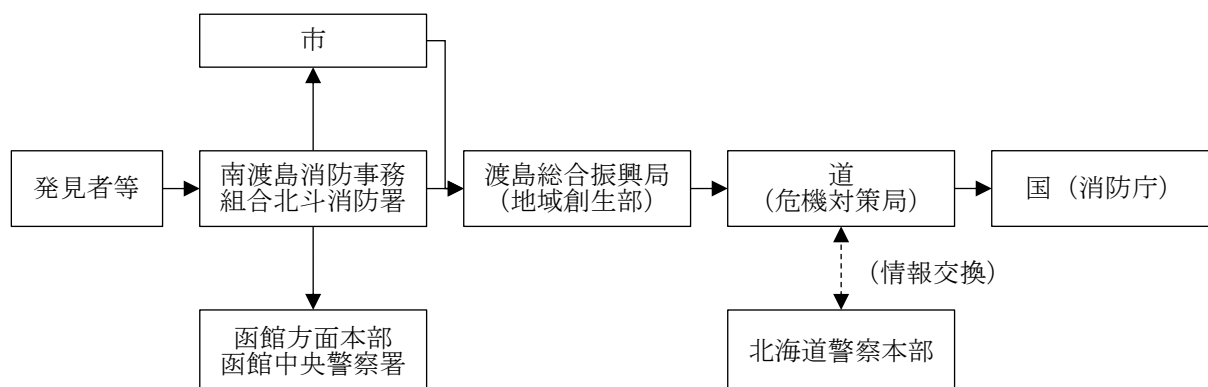 市
発見者等
南渡島消防事務
組合北斗消防署
渡島総合振興局
(地域創生部)
道
(危機対策局)
国(消防庁)
(情報交換)
函館方面本部
函館中央警察署
北海道警察本部